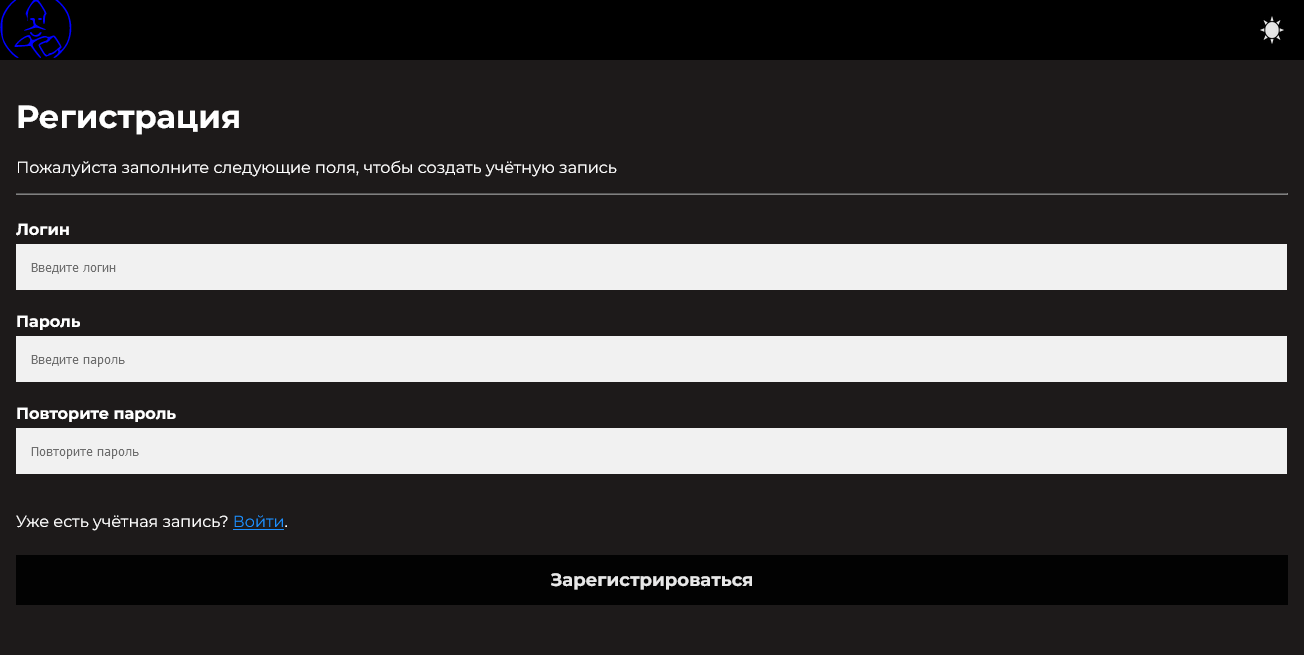 Регистрация
Пожалуйста заполните следующие поля, чтобы создать учётную запись
Логин
Введите логин
Пароль
Введите пароль
Повторите пароль
Повторите пароль
Уже есть учётная запись? Войти.
Зарегистрироваться